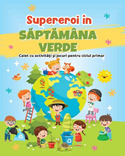 Supereroi în
SĂPTĂMÂNA
VERDE
Caiet cu activități și jocuri pentru ciclul primar